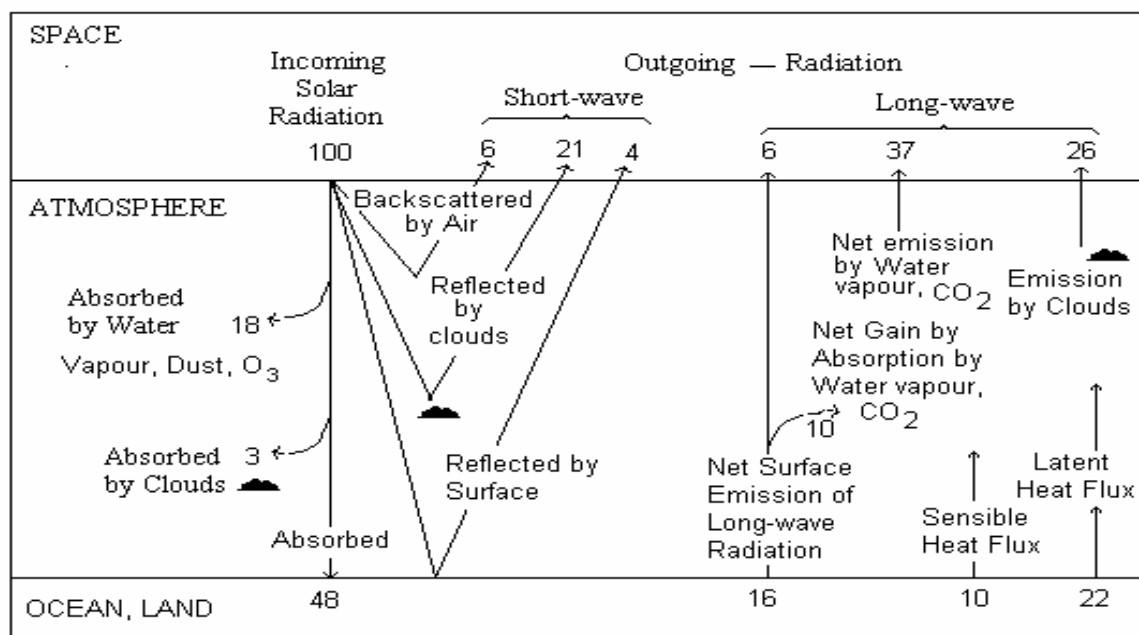 SPACE
Incoming
Solar
Radiation
100
Outgoing — Radiation
Short-wave
6
21
4
Long-wave
6
37
26
ATMOSPHERE
Backscattered
by Air
Absorbed
by Water 18
Vapour, Dust, O3
Reflected
by
clouds
Absorbed 3
by Clouds
Reflected by
Surface
Absorbed
Net emission
by Water
vapour, CO2
Emission
by Clouds
Net Gain by
Absorption by
Water vapour,
CO2
10
Net Surface
Emission of
Long-wave
Radiation
Sensible
Heat Flux
Latent
Heat Flux
OCEAN, LAND
48
16
10
22